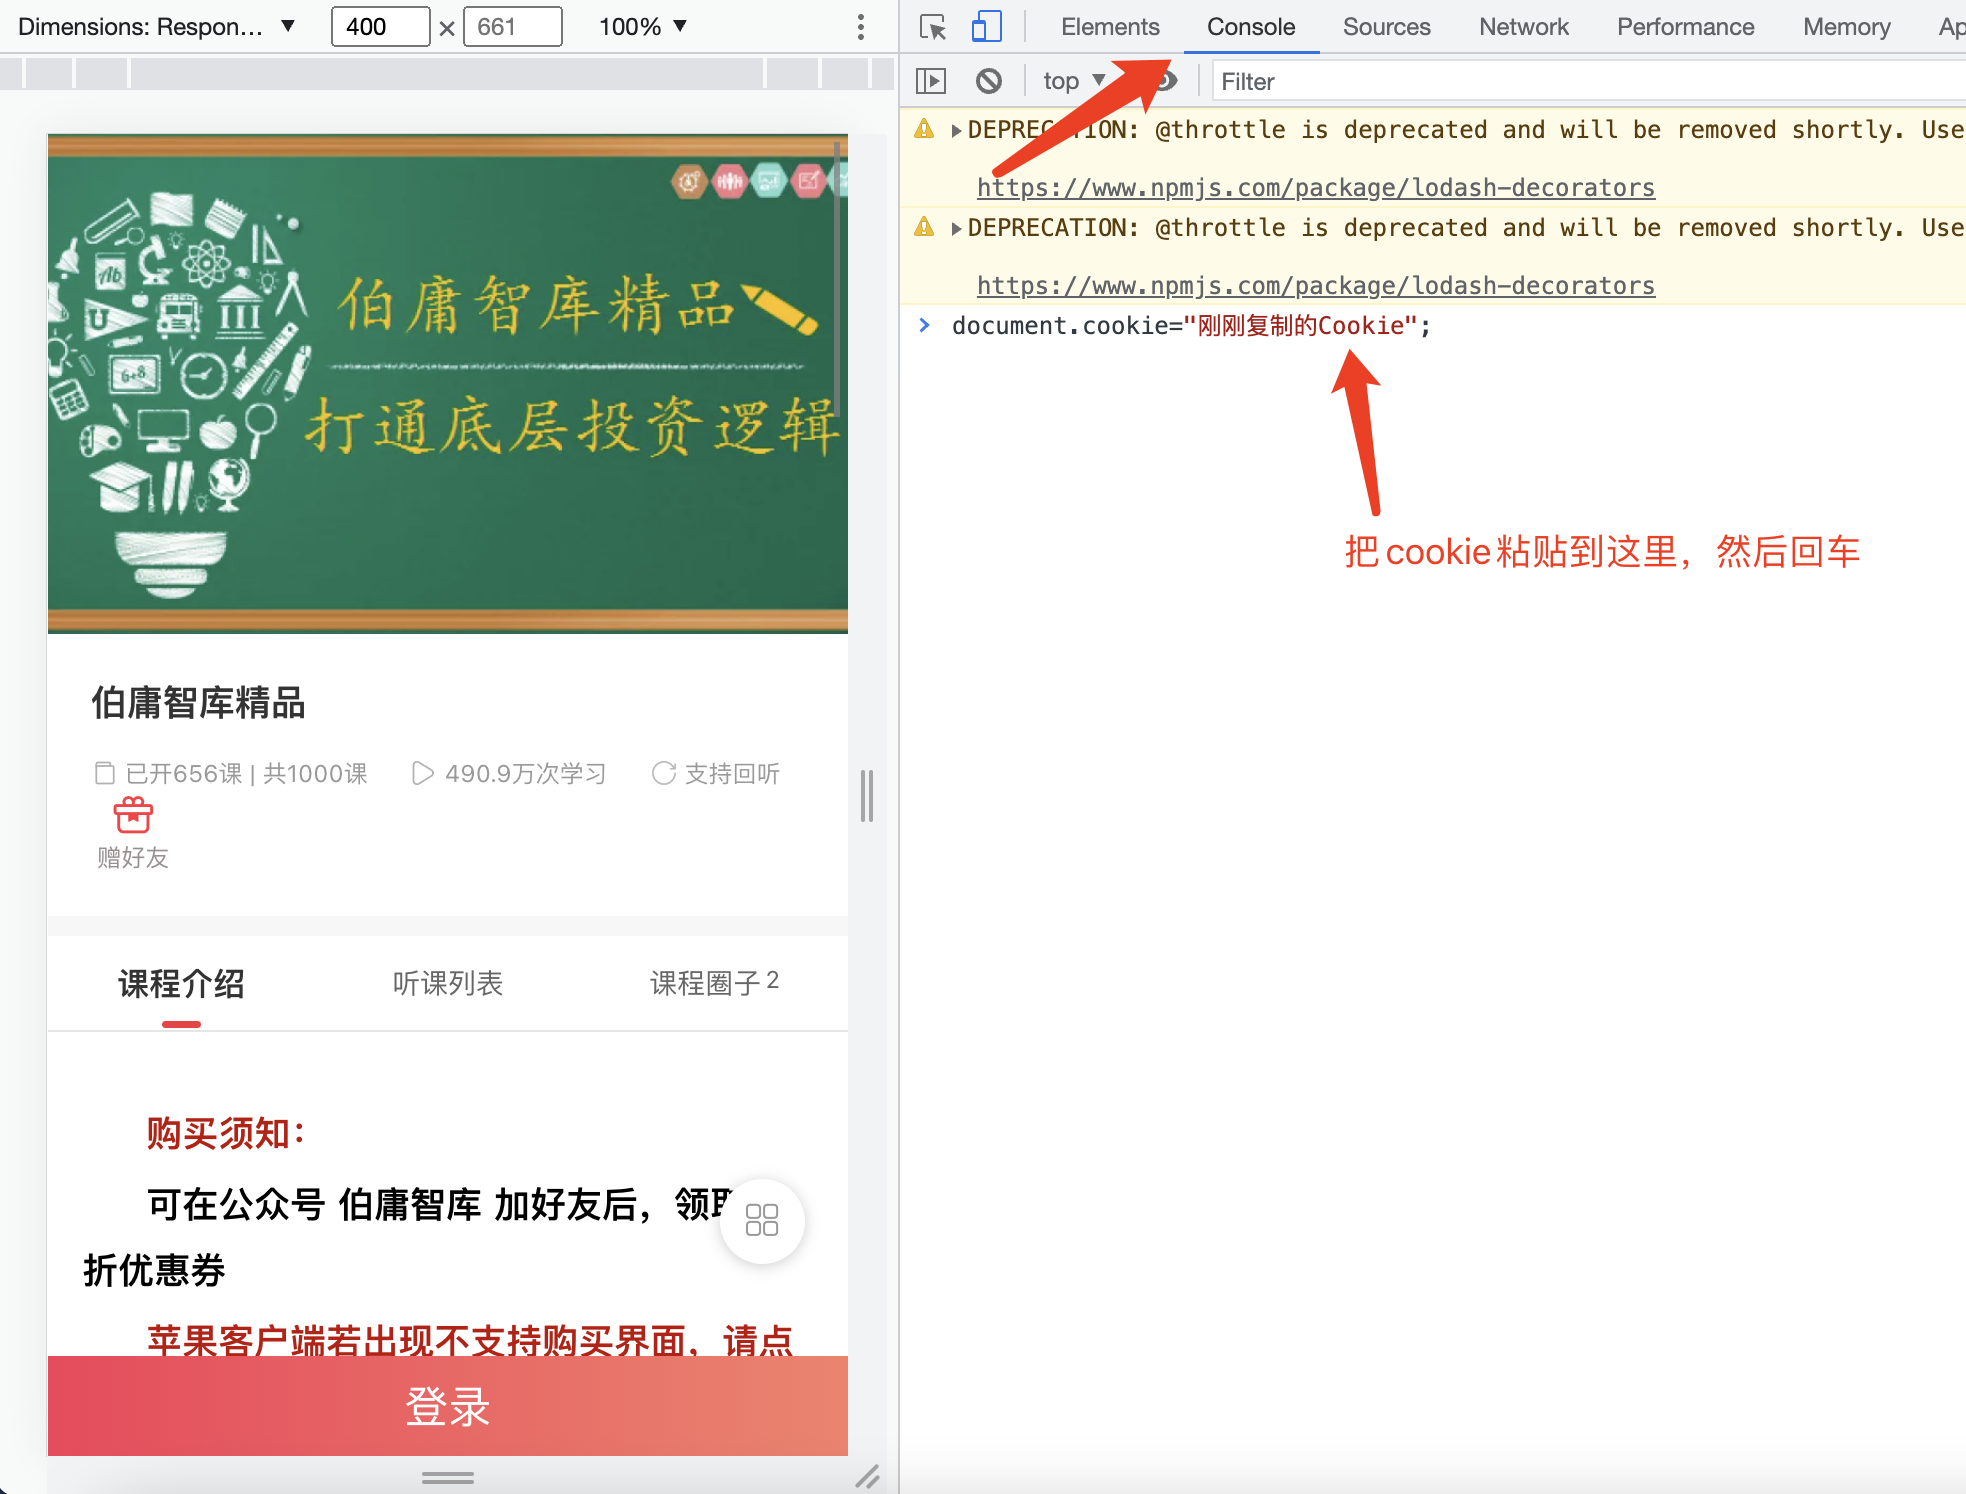 Dimensions: Respon... ▼ 400 × 661 100% ▼
Elements Console Sources Network Performance Memory Ap
top ▼ Filter
DEPRECATION: @throttle is deprecated and will be removed shortly. Use
https://www.npmjs.com/package/lodash-decorators
DEPRECATION: @throttle is deprecated and will be removed shortly. Use
https://www.npmjs.com/package/lodash-decorators
> document.cookie="刚刚复制的Cookie";
把cookie粘贴到这里，然后回车
Ab
U
6+8
伯庸智库精品
打通底层投资逻辑
伯庸智库精品
已开656课 | 共1000课 490.9万次学习 支持回听
赠好友
课程介绍 听课列表 课程圈子 2
购买须知：
可在公众号 伯庸智库 加好友后，领
折优惠券
苹果客户端若出现不支持购买界面，请点
登录